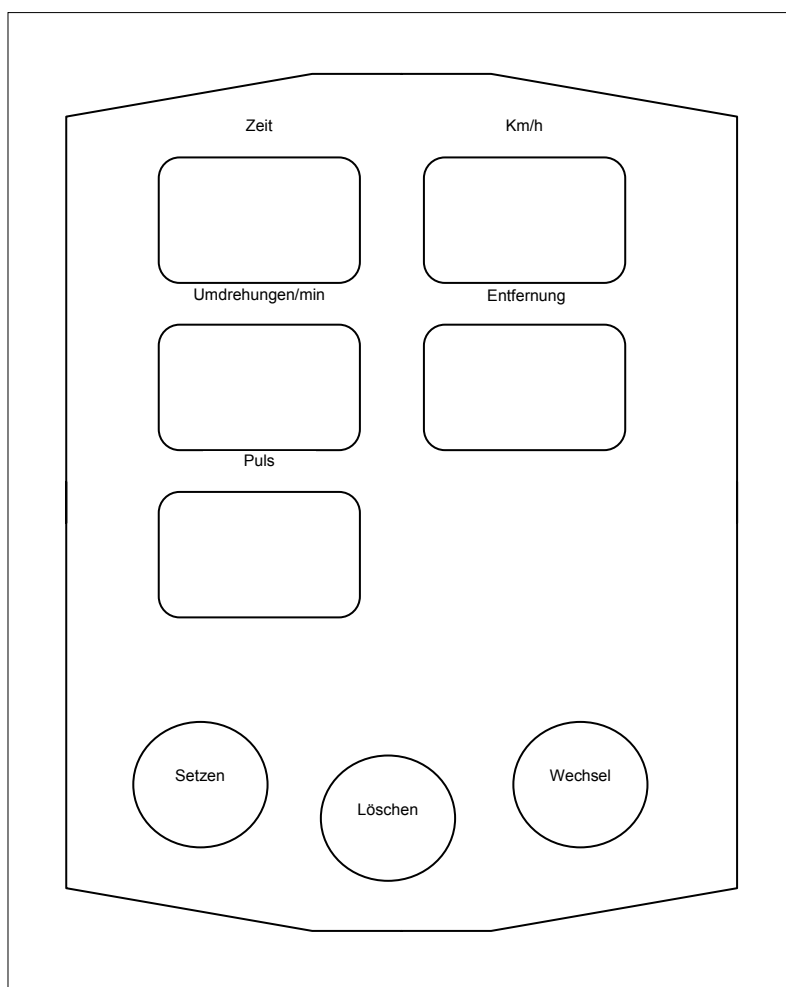 Zeit
Km/h
Umdrehungen/min
Entfernung
Puls
Setzen
Löschen
Wechsel